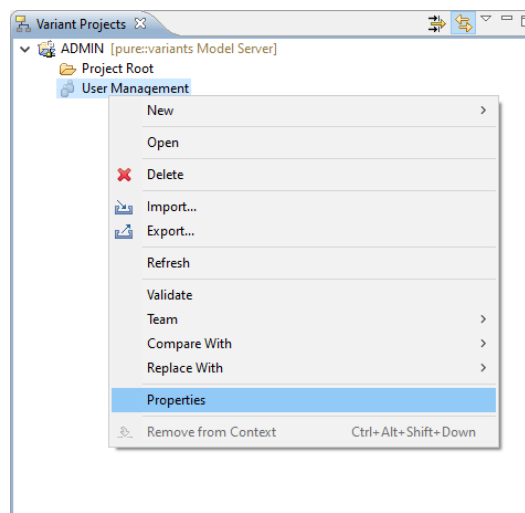 Variant Projects
ADMIN [pure::variants Model Server]
Project Root
User Management
New
Open
Delete
Import...
Export...
Refresh
Validate
Team
Compare With
Replace With
Properties
Remove from Context Ctrl+Alt+Shift+Down